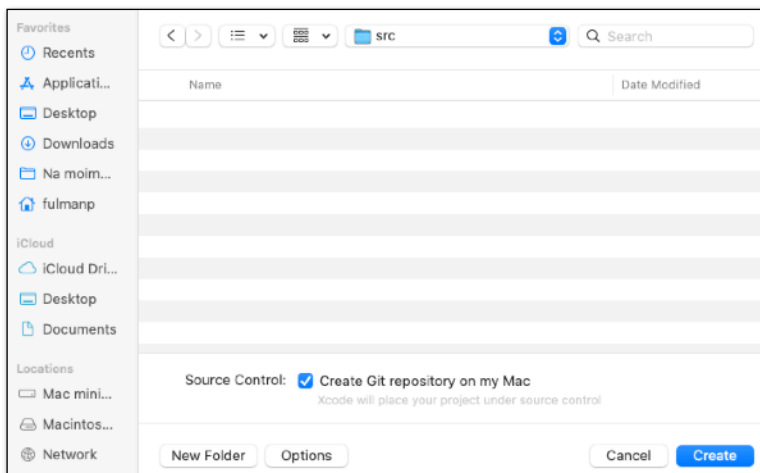 Favorites
Recents
Applicati...
Desktop
Downloads
Na moim...
fulmanp
iCloud
iCloud Dri...
Desktop
Documents
Locations
Mac mini...
Macintos...
Network
src
Search
Name Date Modified
Source Control: Create Git repository on my Mac
Xcode will place your project under source control
New Folder Options Cancel Create